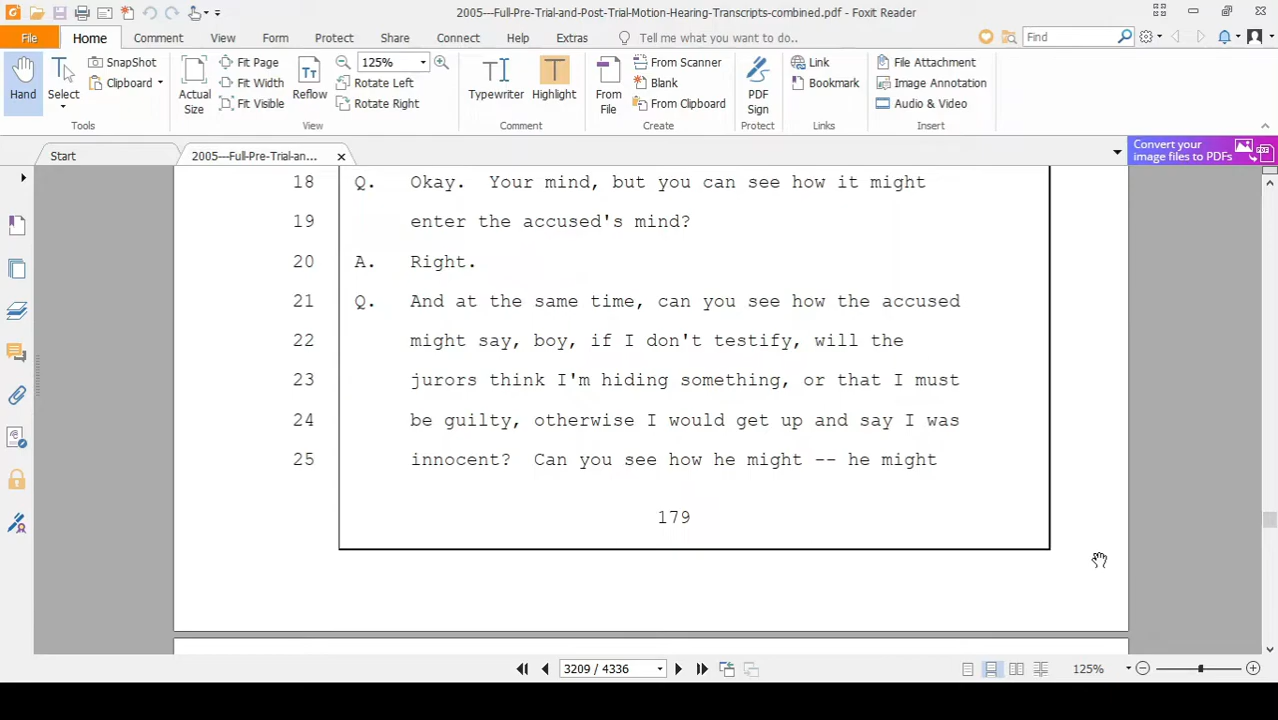 2005---Full-Pre-Trial-and-Post-Trial-Motion-Hearing-Transcripts-combined.pdf - Foxit Reader
File Home Comment View Form Protect Share Connect Help Extras Tell me what you want to do.. Find
Hand
Select
SnapShot
Clipboard
Tools
Actual
Size
Fit Page
Fit Width
Fit Visible
Reflow
125%
Rotate Left
Rotate Right
View
Typewriter
Highlight
Comment
From
File
From Scanner
Blank
From Clipboard
Create
PDF
Sign
Protect
Link
Bookmark
Links
File Attachment
Image Annotation
Audio & Video
Insert
Start
2005---Full-Pre-Trial-an...
Convert your
image files to PDFs
18 Q. Okay. Your mind, but you can see how it might
19 enter the accused's mind?
20 A. Right.
21 Q. And at the same time, can you see how the accused
22 might say, boy, if I don't testify, will the
23 jurors think I'm hiding something, or that I must
24 be guilty, otherwise I would get up and say I was
25 innocent? Can you see how he might -- he might
179
3209 / 4336
125%